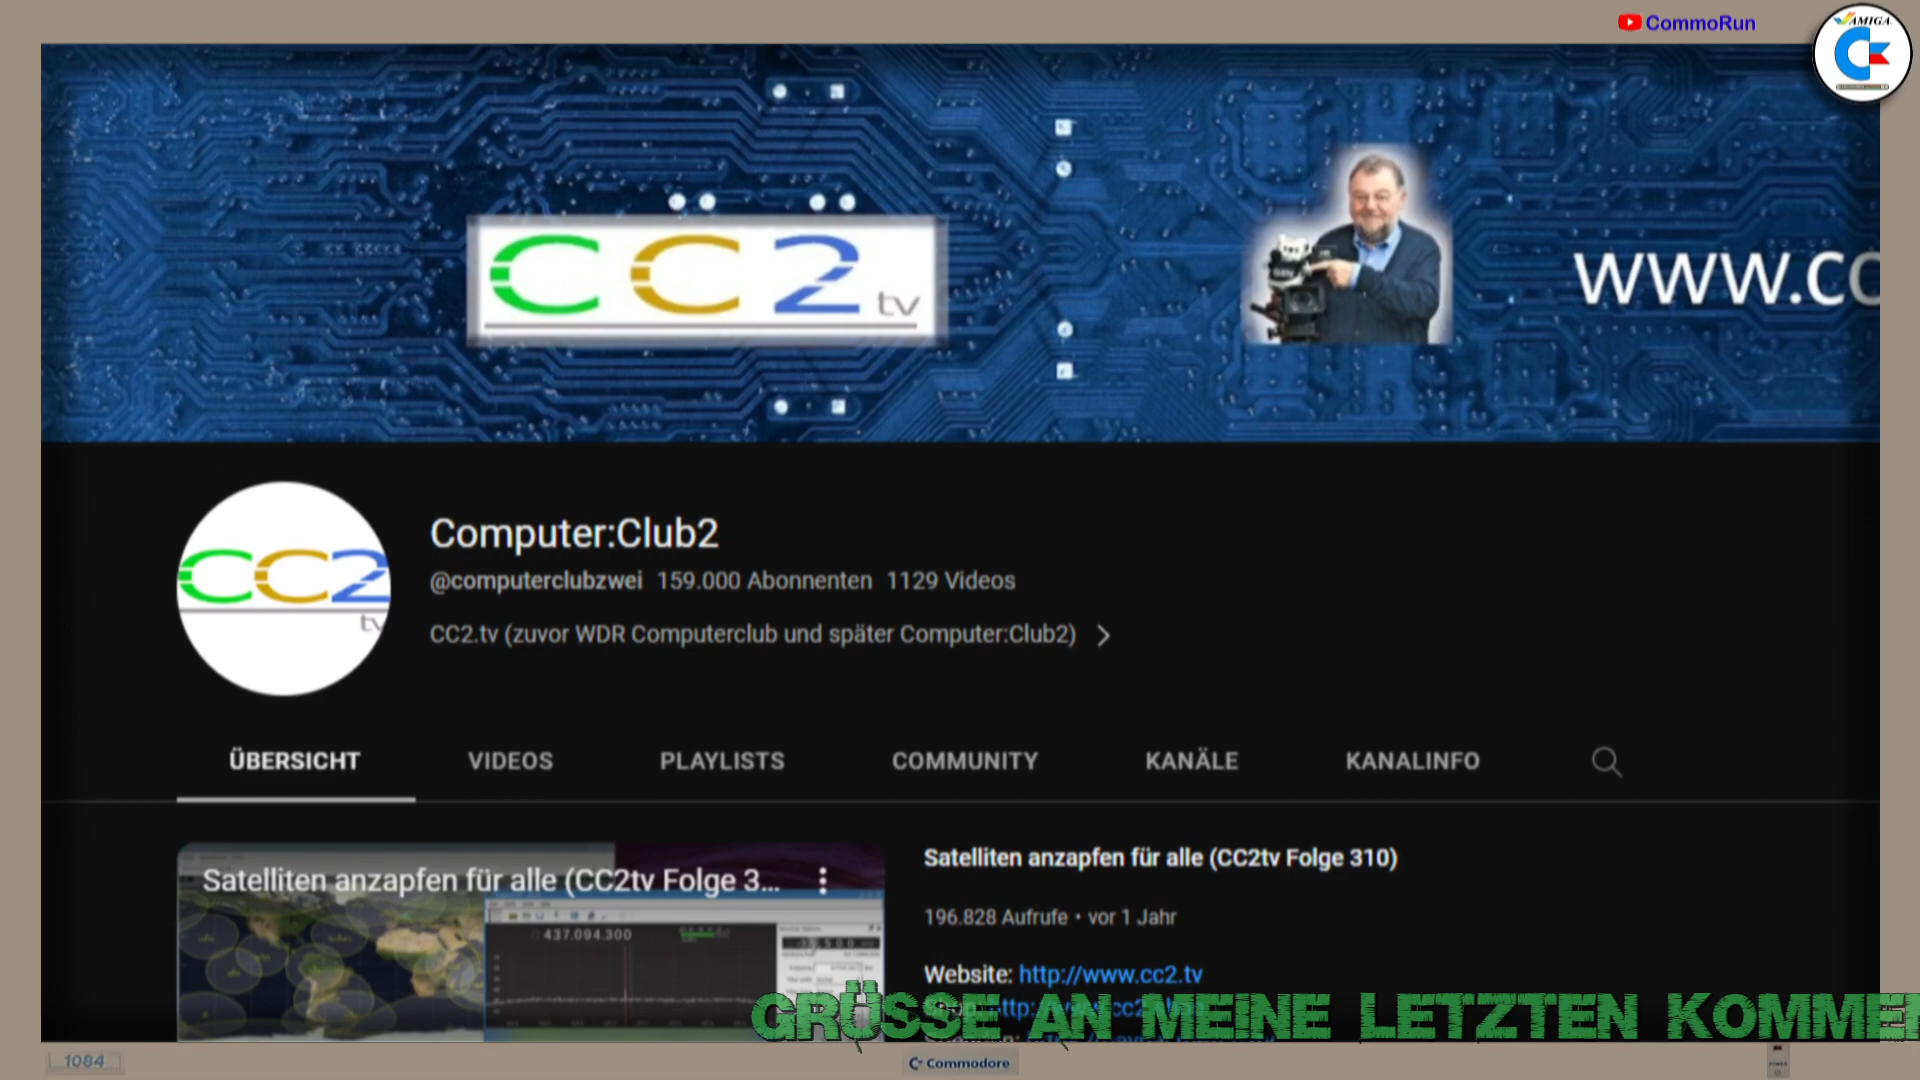 CommoRun
AMIGA
CC2 tv
www.cc
CC2
tv
Computer:Club2
@computerclubzwei 159.000 Abonnenten 1129 Videos
CC2.tv (zuvor WDR Computerclub und später Computer:Club2)
ÜBERSICHT VIDEOS PLAYLISTS COMMUNITY KANÄLE KANALINFO
Satelliten anzapfen für alle (CC2tv Folge 3...
437.094.300
Satelliten anzapfen für alle (CC2tv Folge 310)
196.828 Aufrufe • vor 1 Jahr
Website: http://www.cc2.tv
GRÜSSE AN MEINE LETZTEN KOMMEN
1084
Commodore